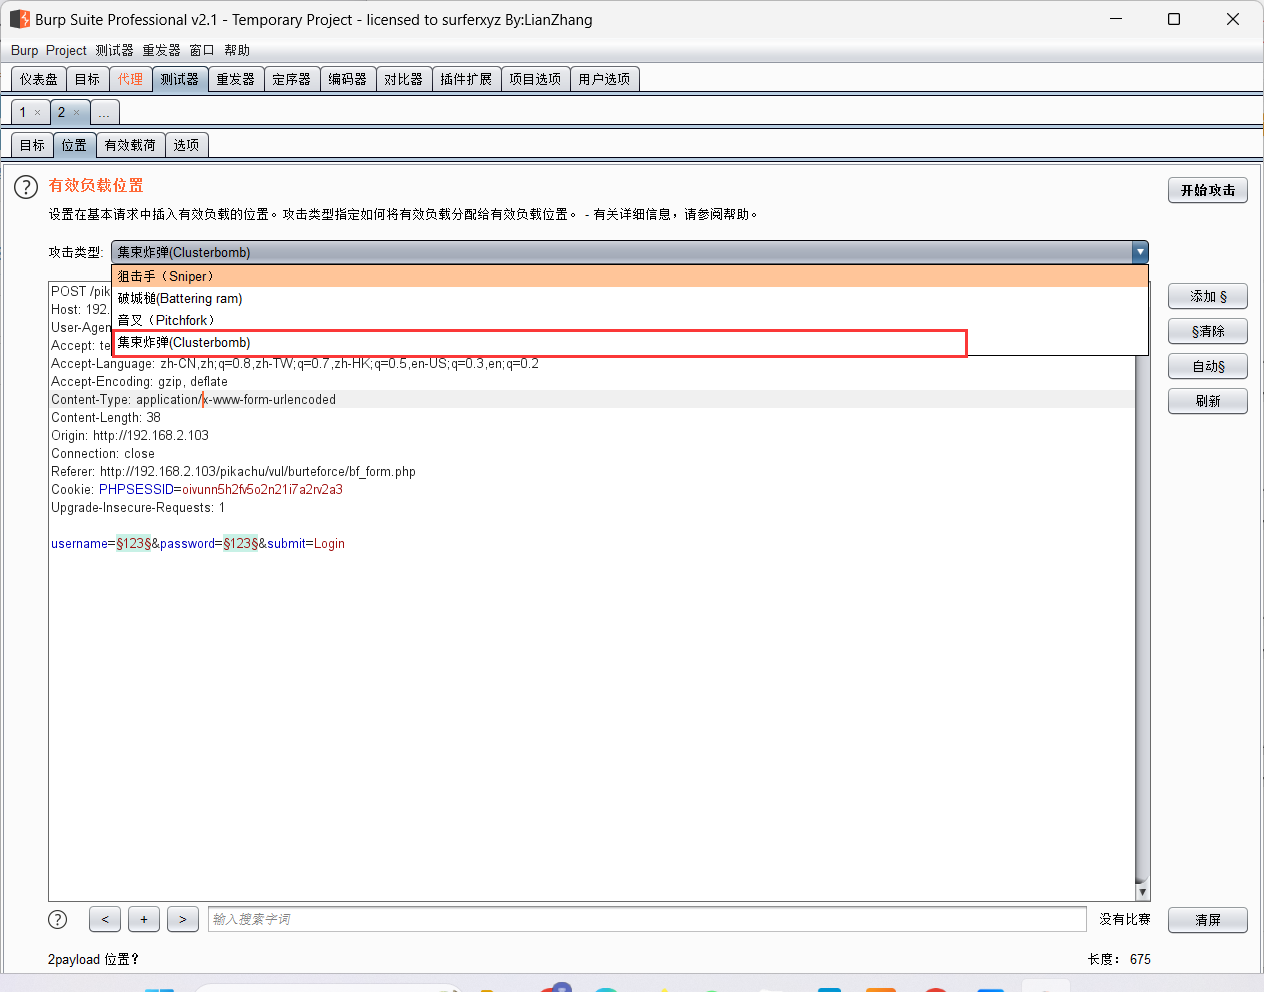 Burp Suite Professional v2.1 - Temporary Project - licensed to surferxyz By:LianZhang
Burp Project 测试器 重发器 窗口 帮助
仪表盘 目标 代理 测试器 重发器 定序器 编码器 对比器 插件扩展 项目选项 用户选项
1 × 2 × ...
目标 位置 有效载荷 选项
? 有效负载位置 开始攻击
设置在基本请求中插入有效负载的位置。攻击类型指定如何将有效负载分配给有效负载位置。 - 有关详细信息，请参阅帮助。
攻击类型: 集束炸弹(Clusterbomb)
狙击手（Sniper）
破城槌(Battering ram)
音叉（Pitchfork）
集束炸弹(Clusterbomb)
POST /pik
Host: 192.
User-Agen
Accept: te
Accept-Language: zh-CN,zh;q=0.8,zh-TW;q=0.7,zh-HK;q=0.5,en-US;q=0.3,en;q=0.2
Accept-Encoding: gzip, deflate
Content-Type: application/x-www-form-urlencoded
Content-Length: 38
Origin: http://192.168.2.103
Connection: close
Referer: http://192.168.2.103/pikachu/vul/burteforce/bf_form.php
Cookie: PHPSESSID=oivunn5h2fv5o2n21i7a2rv2a3
Upgrade-Insecure-Requests: 1
username=§123§&password=§123§&submit=Login
添加 §
§清除
自动§
刷新
? < + > 输入搜索字词 没有比赛 清屏
2payload 位置? 长度： 675